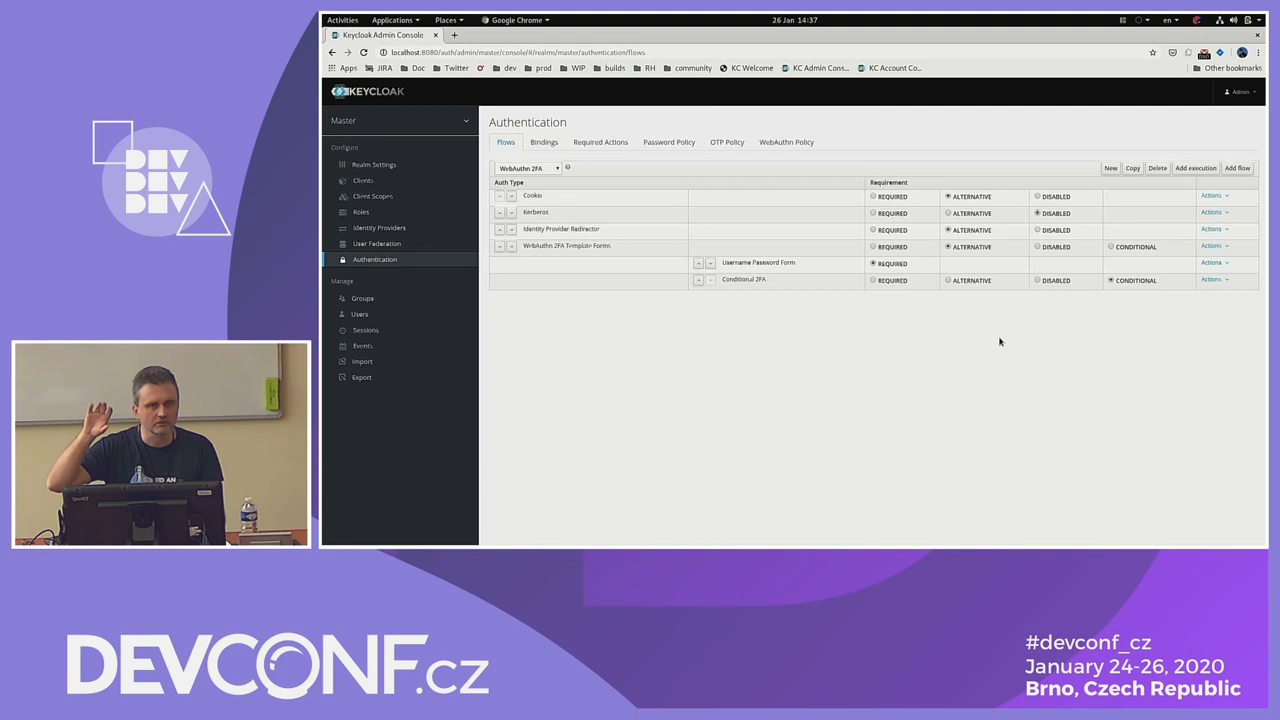 Activities Applications Places Google Chrome 26 Jan 14:37 en
Keycloak Admin Console
localhost:8080/auth/admin/master/console/#/realms/master/authentication/flows
Apps JIRA Doc Twitter dev prod WIP builds RH community KC Welcome KC Admin Cons... KC Account Co... Other bookmarks
KEYCLOAK
Admin
Master
Configure
Realm Settings
Clients
Client Scopes
Roles
Identity Providers
User Federation
Authentication
Manage
Groups
Users
Sessions
Events
Import
Export
Authentication
Flows Bindings Required Actions Password Policy OTP Policy WebAuthn Policy
WebAuthn 2FA New Copy Delete Add execution Add flow
Auth Type Requirement
Cookie REQUIRED ALTERNATIVE DISABLED Actions
Kerberos REQUIRED ALTERNATIVE DISABLED Actions
Identity Provider Redirector REQUIRED ALTERNATIVE DISABLED Actions
WebAuthn 2FA Template Forms REQUIRED ALTERNATIVE DISABLED CONDITIONAL Actions
Username Password Form REQUIRED Actions
Conditional 2FA REQUIRED ALTERNATIVE DISABLED CONDITIONAL Actions
DEV
DEV
DEVCONF.cz
#devconf_cz
January 24-26, 2020
Brno, Czech Republic